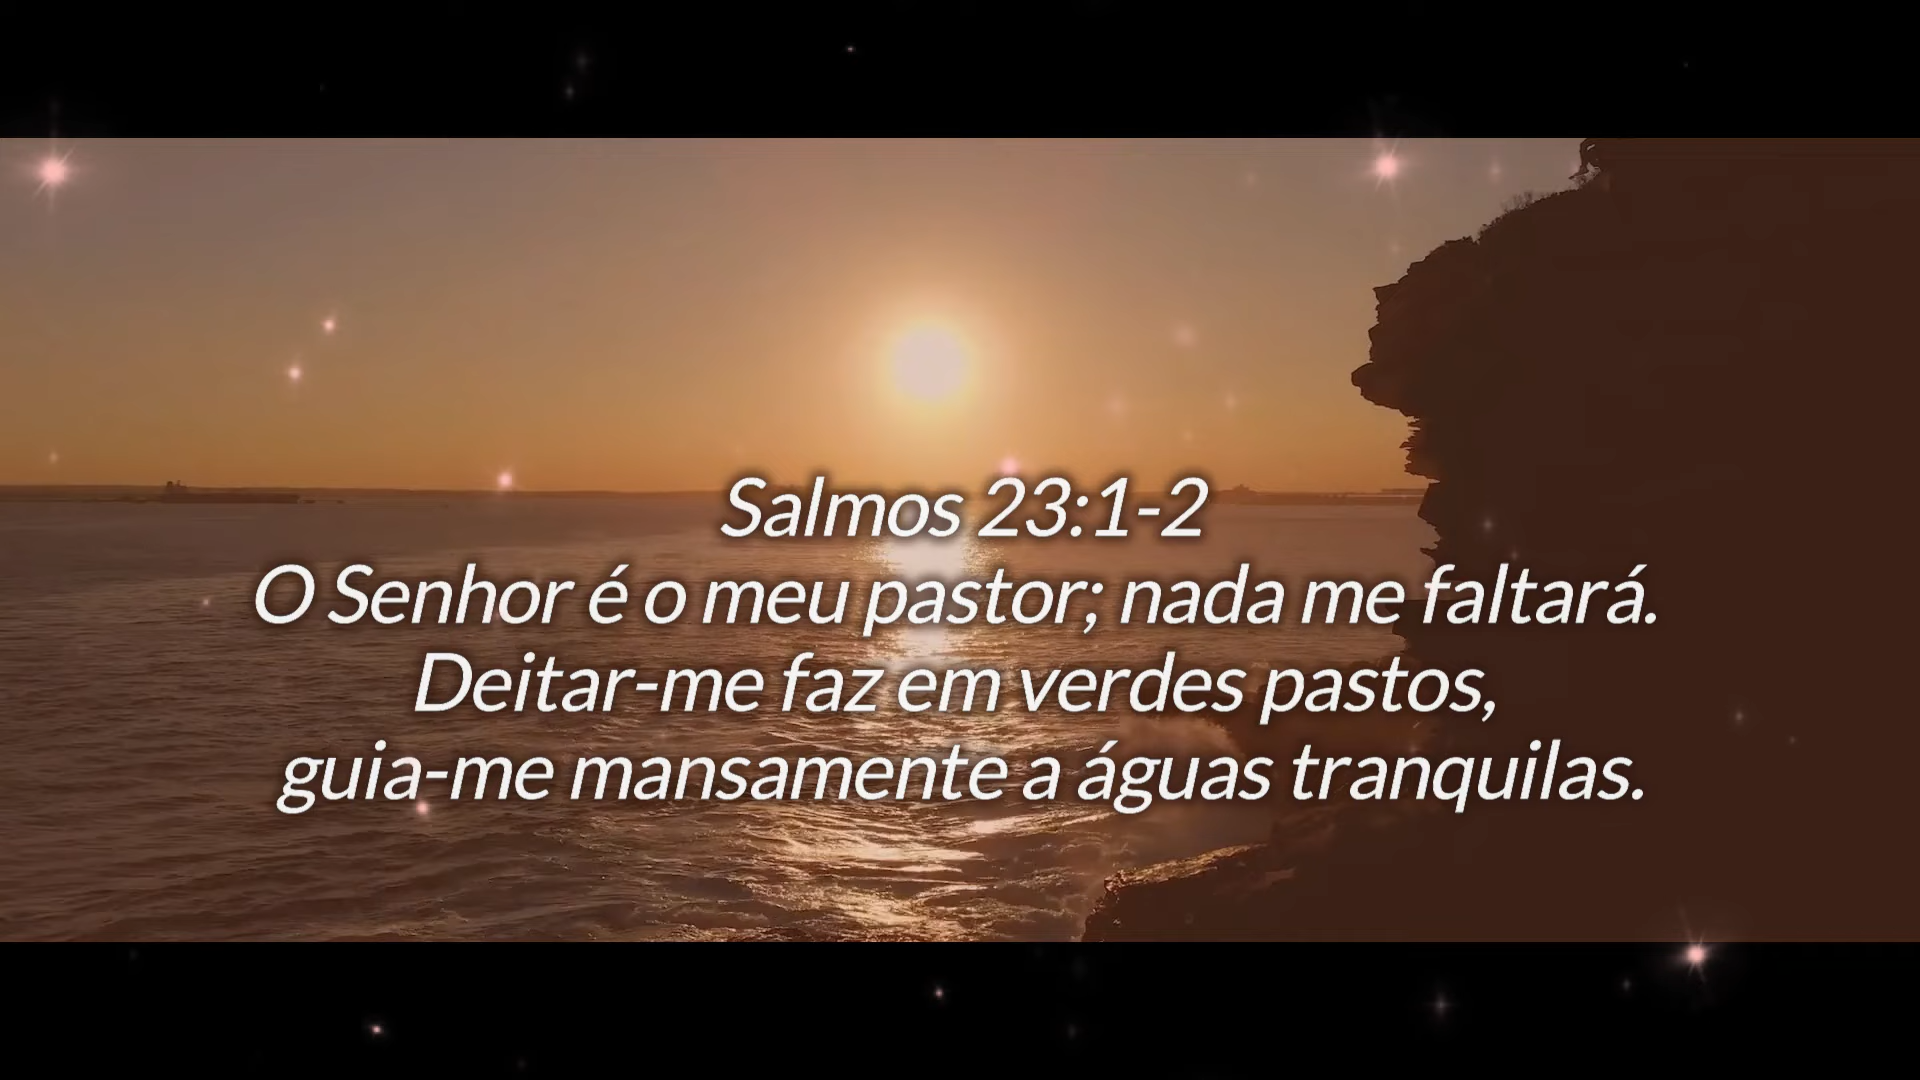 Salmos 23:1-2
O Senhor é o meu pastor; nada me faltará.
Deitar-me faz em verdes pastos,
guia-me mansamente a águas tranquilas.